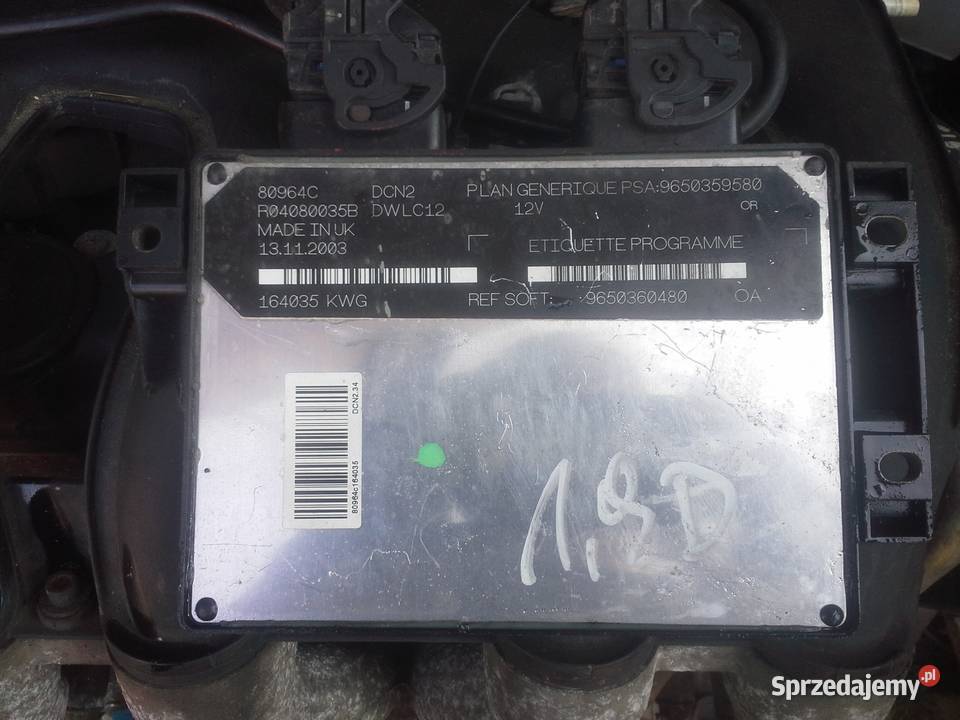 80964C DCN2 PLAN GENERIQUE PSA:9650359580
R04080035B DWLC12 12V OR
MADE IN UK
13.11.2003 ETIQUETTE PROGRAMME
164035 KWG REF SOFT: 9650360480 OA
DCN2.34
80964c164035
1,9D
Sprzedajemy.pl